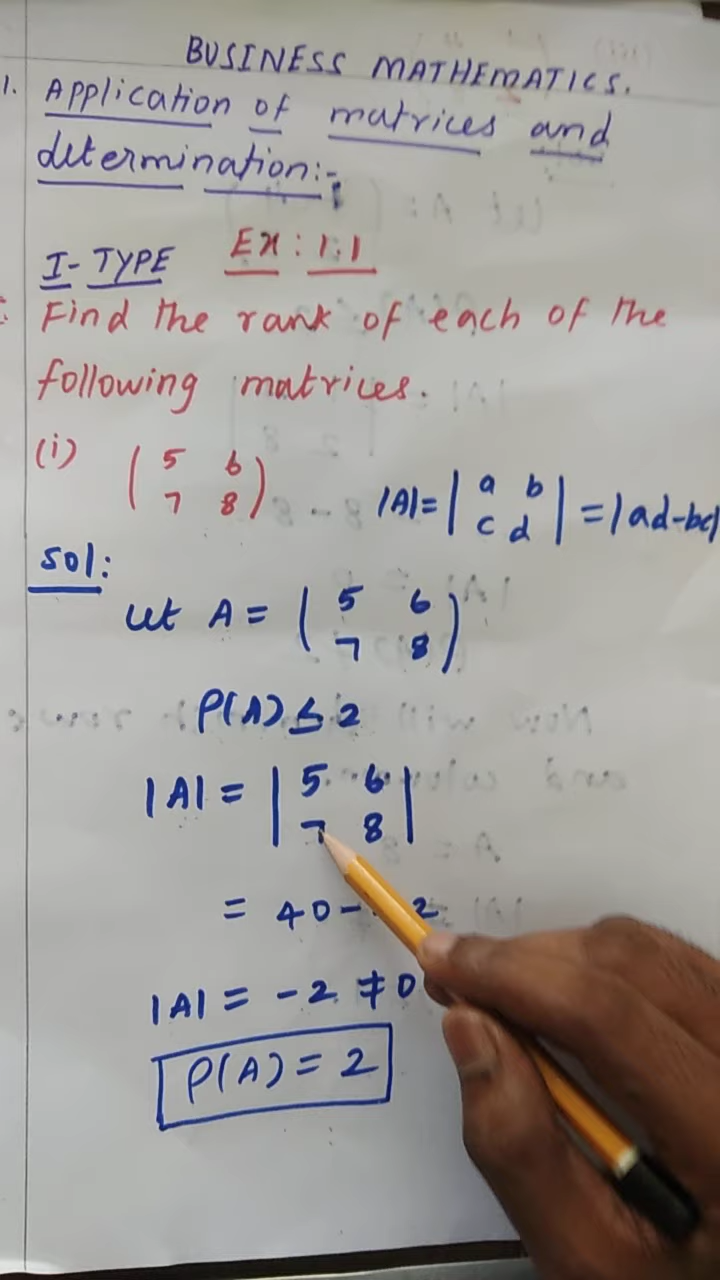 BUSINESS MATHEMATICS.
1. Application of matrices and
determination:-
I-TYPE Ex: 1.1
Find the rank of each of the
following matrices.
(i) ( 5 6
7 8 )
|A|= | a b
c d | = |ad-bc|
Sol:
Let A = ( 5 6
7 8 )
ρ(A) ≤ 2
|A| = | 5 6
7 8 |
= 40 - 2
|A| = -2 ≠ 0
ρ(A) = 2